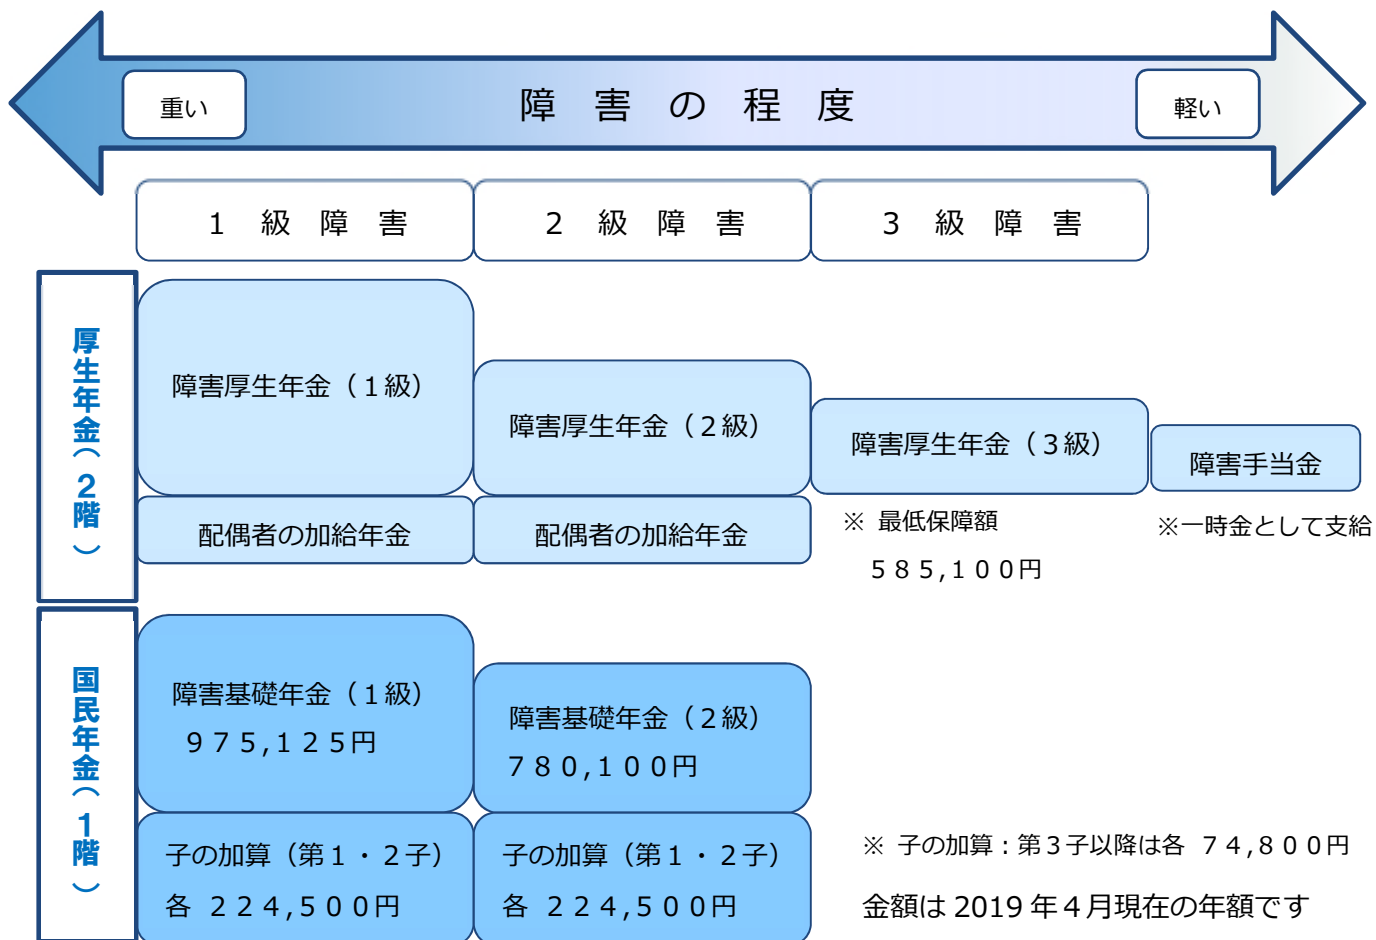 重い
障害の程度
軽い
１級障害
２級障害
３級障害
厚生年金（２階）
障害厚生年金（１級）
障害厚生年金（２級）
障害厚生年金（３級）
障害手当金
配偶者の加給年金
配偶者の加給年金
※ 最低保障額
５８５,１００円
※一時金として支給
国民年金（１階）
障害基礎年金（１級）
９７５,１２５円
障害基礎年金（２級）
７８０,１００円
子の加算（第１・２子）
各 ２２４,５００円
子の加算（第１・２子）
各 ２２４,５００円
※ 子の加算：第３子以降は各 ７４,８００円
金額は 2019 年４月現在の年額です